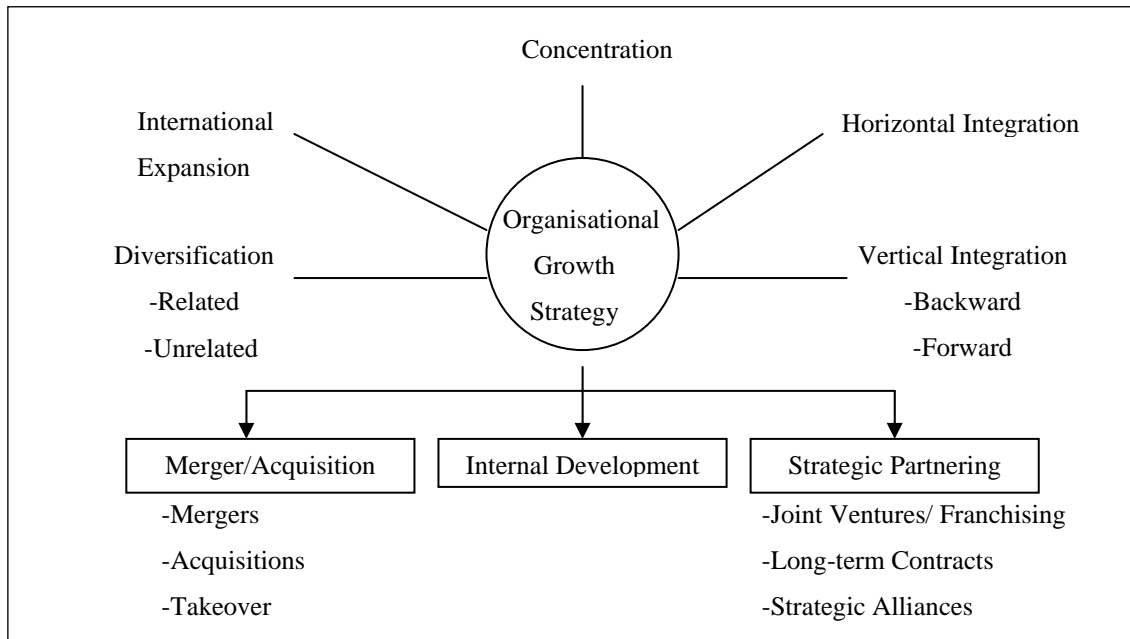 Concentration
International
Expansion
Horizontal Integration
Organisational
Growth
Strategy
Diversification
-Related
-Unrelated
Vertical Integration
-Backward
-Forward
Merger/Acquisition
-Mergers
-Acquisitions
-Takeover
Internal Development
Strategic Partnering
-Joint Ventures/ Franchising
-Long-term Contracts
-Strategic Alliances